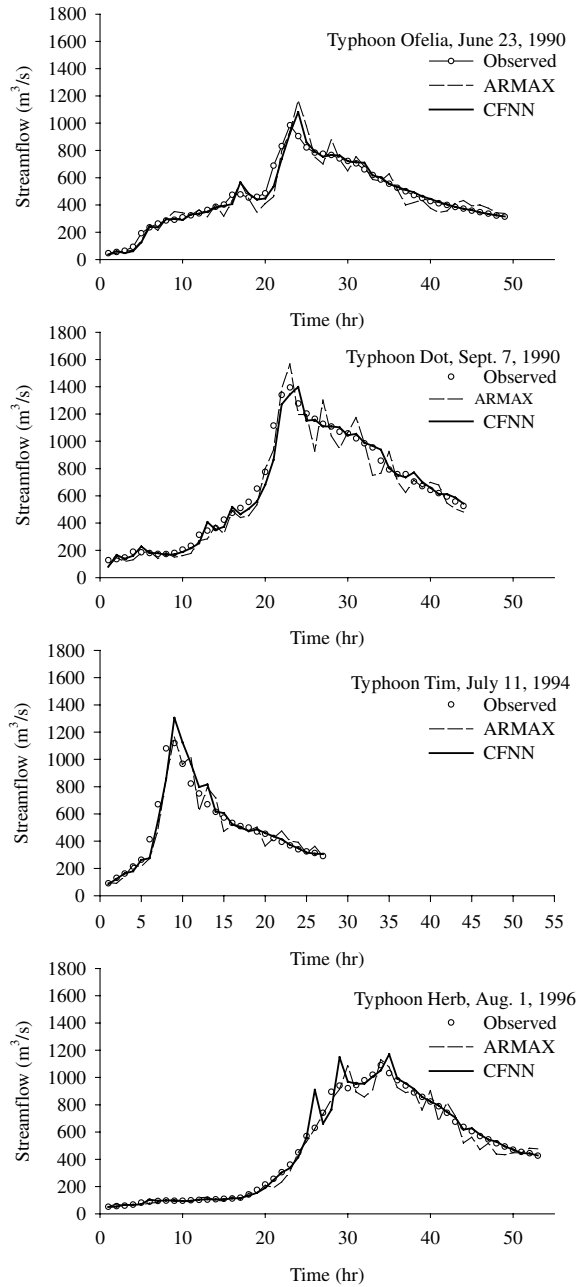 1800
1600
1400
1200
1000
800
600
400
200
0
Streamflow (m³/s)
Typhoon Ofelia, June 23, 1990
Observed
ARMAX
CFNN
0 10 20 30 40 50
Time (hr)
1800
1600
1400
1200
1000
800
600
400
200
0
Streamflow (m³/s)
Typhoon Dot, Sept. 7, 1990
Observed
ARMAX
CFNN
0 10 20 30 40 50
Time (hr)
1800
1600
1400
1200
1000
800
600
400
200
0
Streamflow (m³/s)
Typhoon Tim, July 11, 1994
Observed
ARMAX
CFNN
0 5 10 15 20 25 30 35 40 45 50 55
Time (hr)
1800
1600
1400
1200
1000
800
600
400
200
0
Streamflow (m³/s)
Typhoon Herb, Aug. 1, 1996
Observed
ARMAX
CFNN
0 10 20 30 40 50
Time (hr)